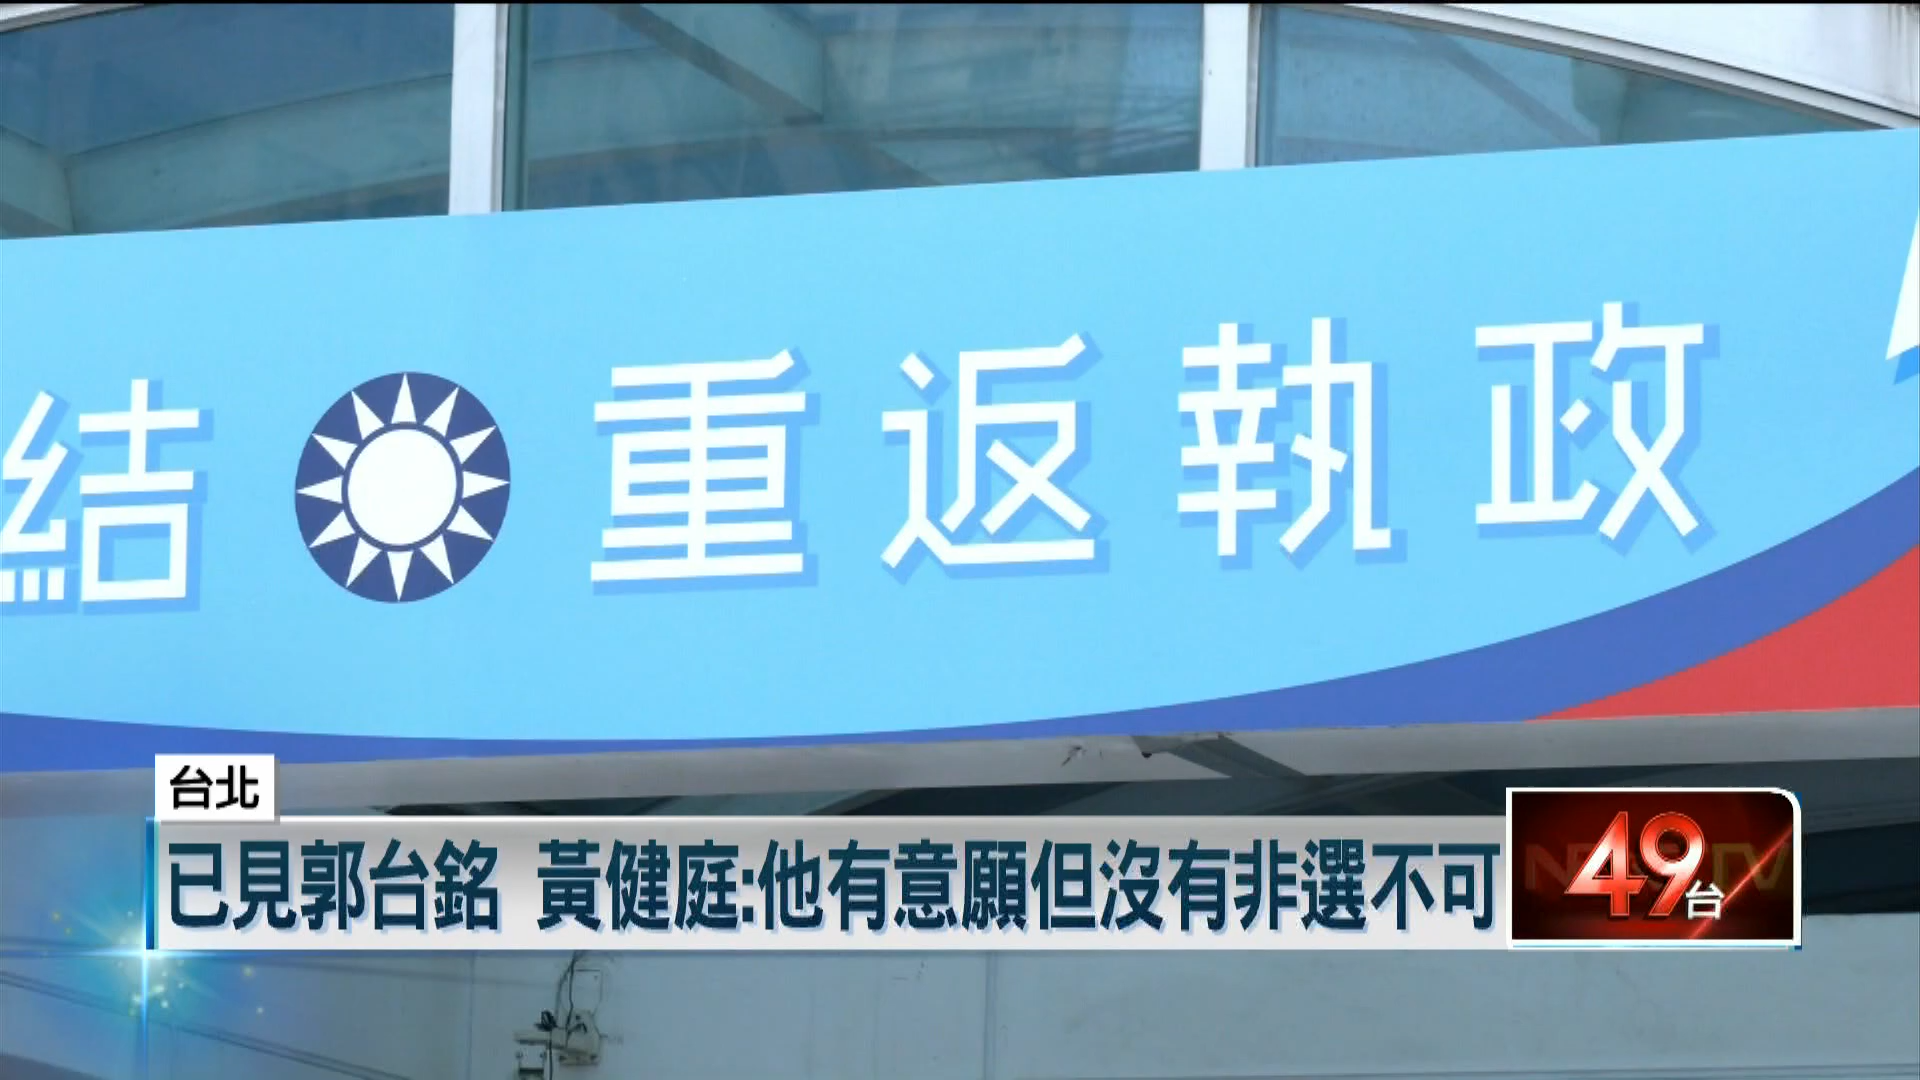 結 重返執政
台北
已見郭台銘 黃健庭:他有意願但沒有非選不可
49台